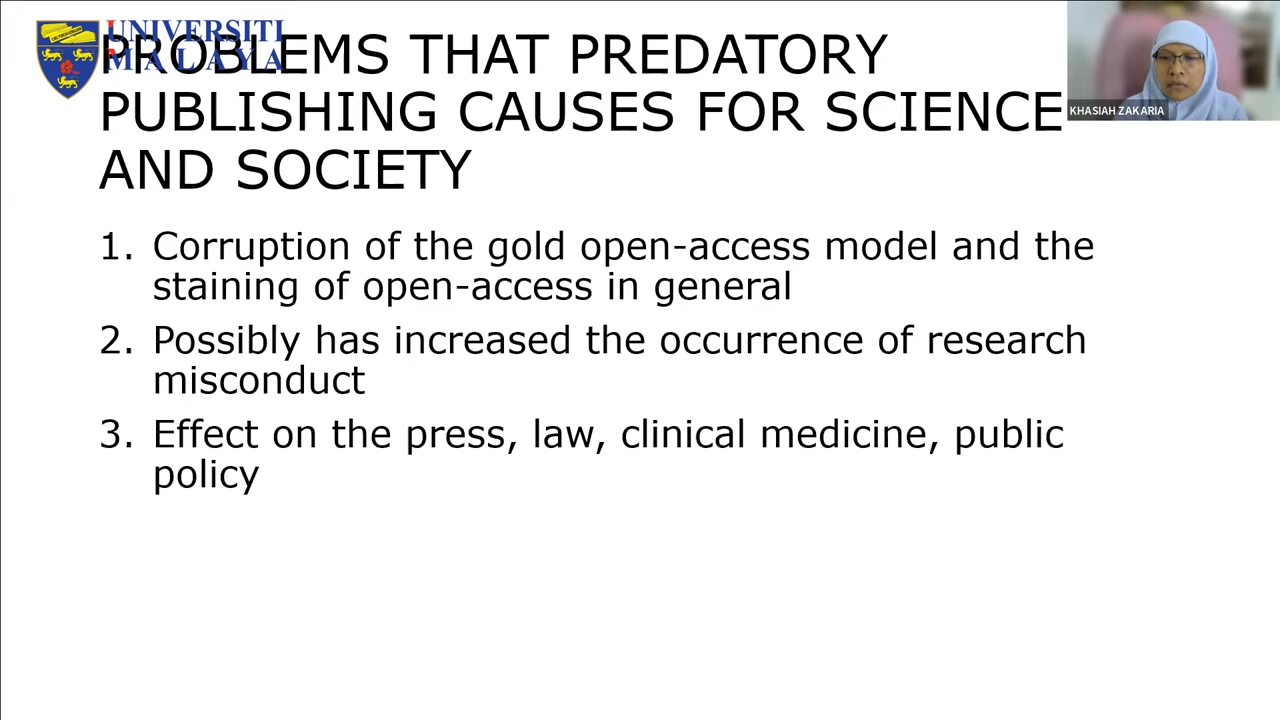 UNIVERSITI
MALAYA
PROBLEMS THAT PREDATORY
PUBLISHING CAUSES FOR SCIENCE
AND SOCIETY
KHASIAH ZAKARIA
1. Corruption of the gold open-access model and the
staining of open-access in general
2. Possibly has increased the occurrence of research
misconduct
3. Effect on the press, law, clinical medicine, public
policy